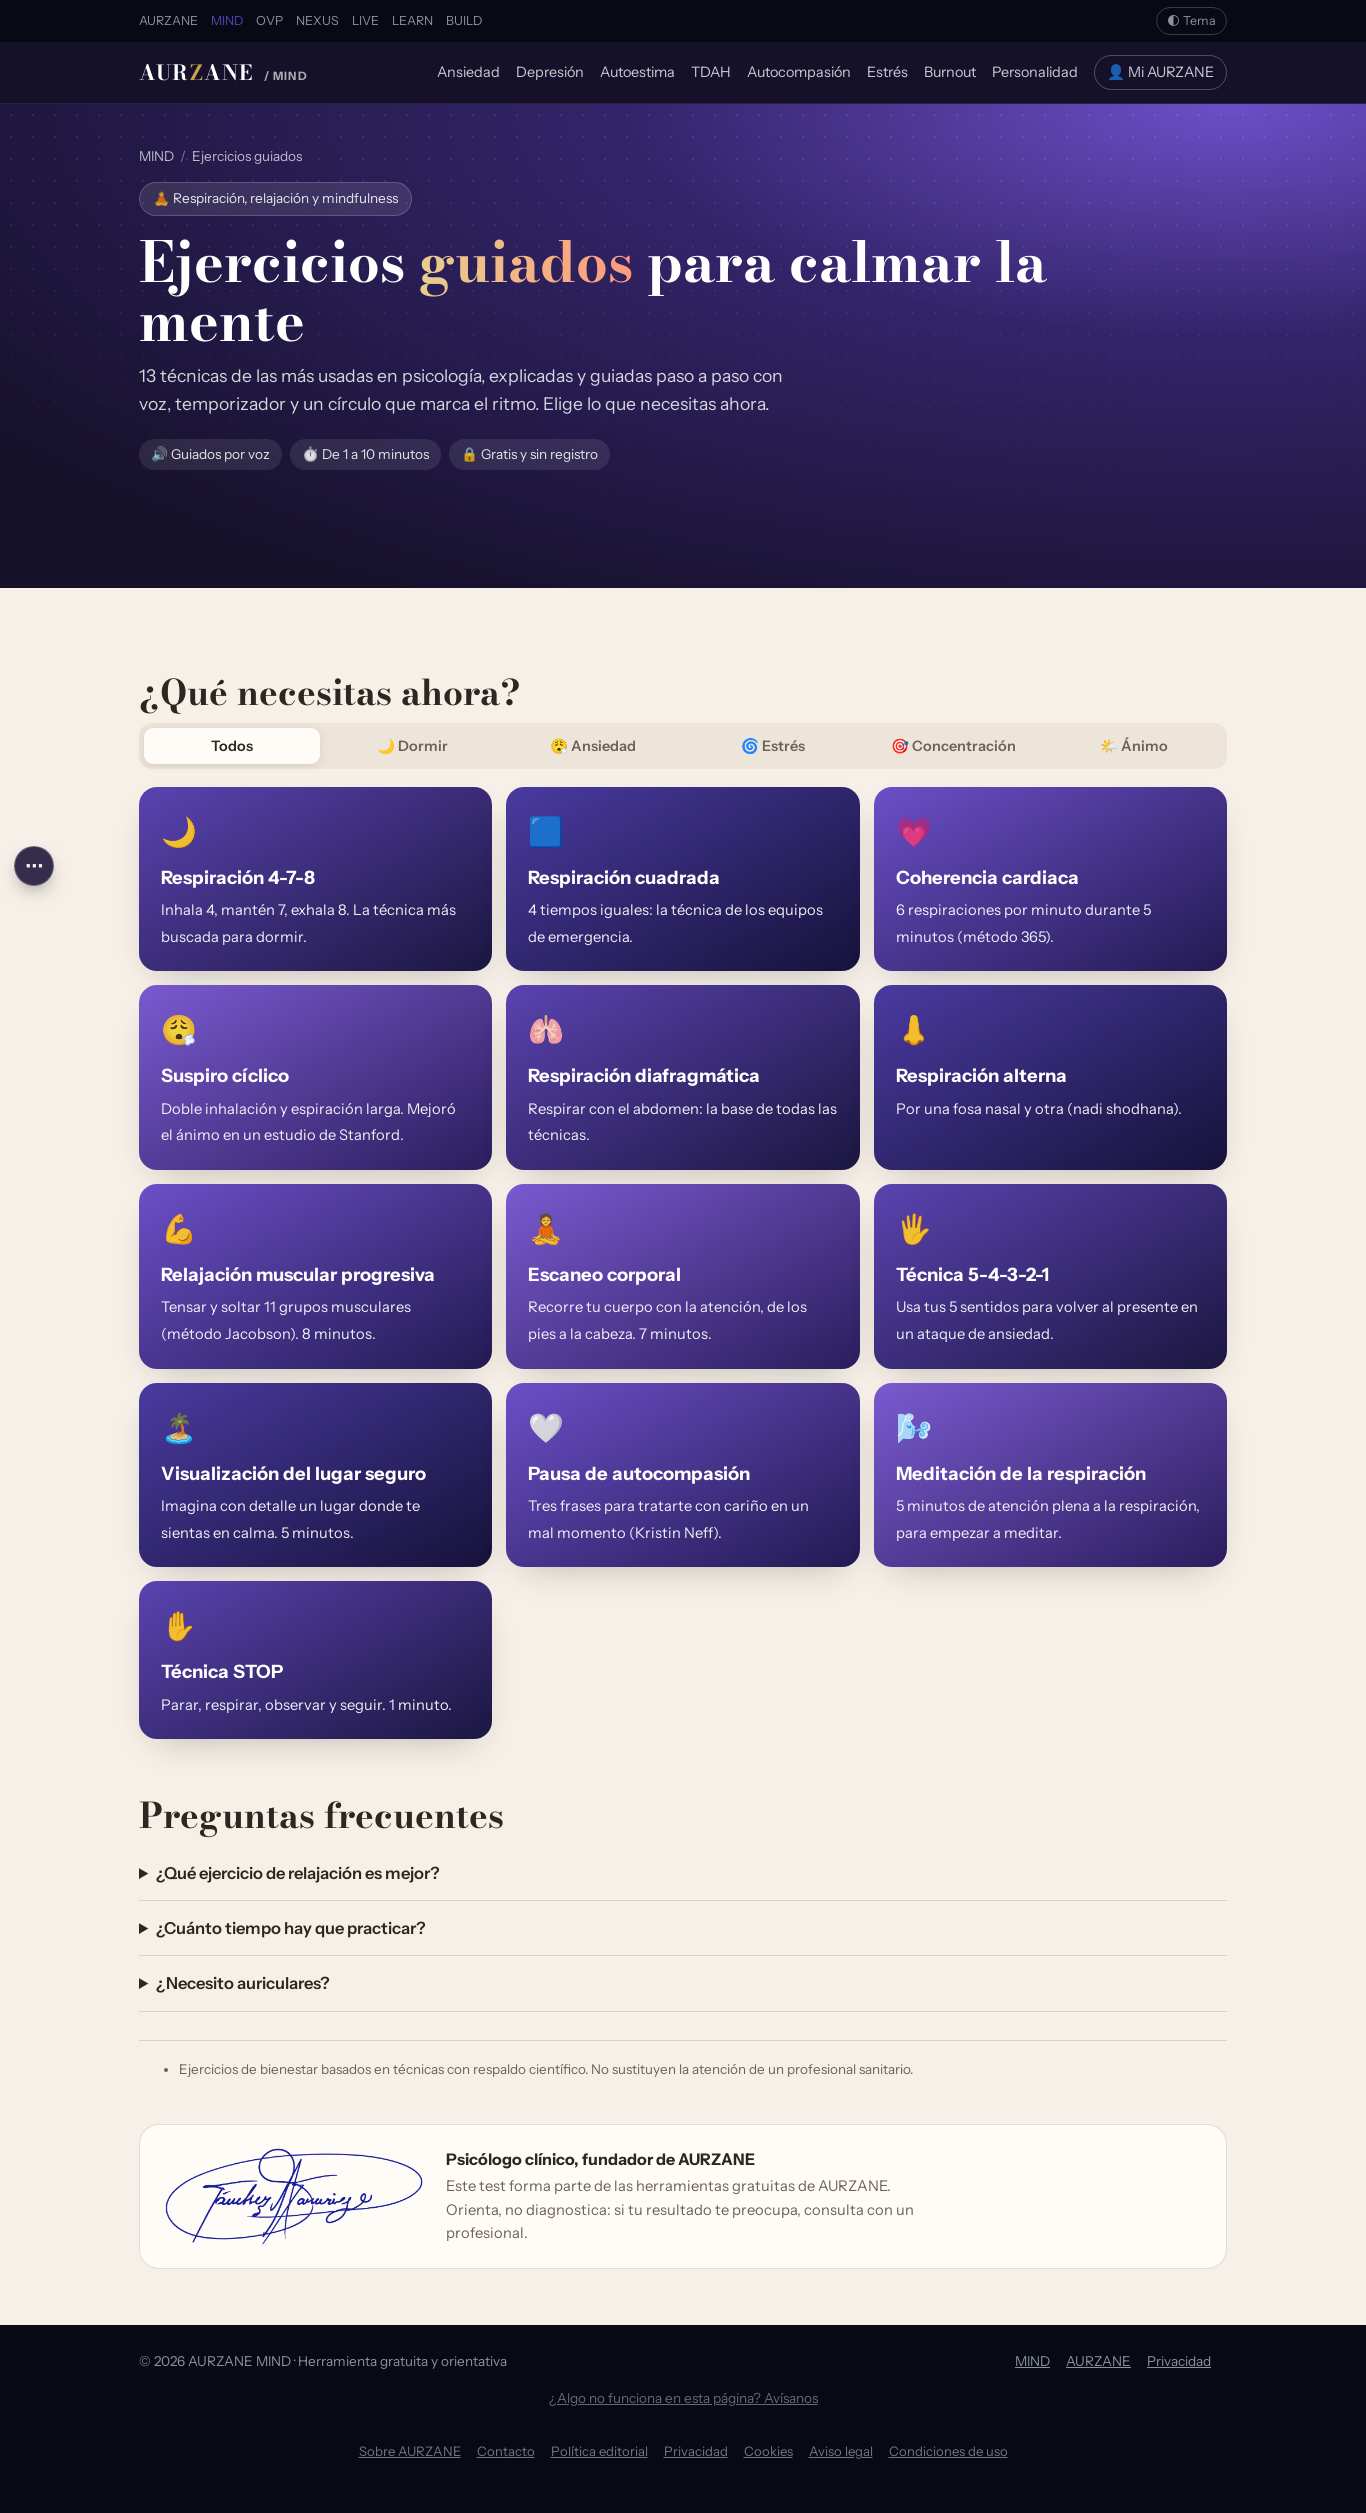 AURZANE MIND OVP NEXUS LIVE LEARN BUILD
Tema
AURZANE / MIND
Ansiedad Depresión Autoestima TDAH Autocompasión Estrés Burnout Personalidad Mi AURZANE
MIND / Ejercicios guiados
Respiración, relajación y mindfulness
Ejercicios guiados para calmar la
mente
13 técnicas de las más usadas en psicología, explicadas y guiadas paso a paso con
voz, temporizador y un círculo que marca el ritmo. Elige lo que necesitas ahora.
Guiados por voz
De 1 a 10 minutos
Gratis y sin registro
¿Qué necesitas ahora?
Todos
Dormir
Ansiedad
Estrés
Concentración
Ánimo
Respiración 4-7-8
Inhala 4, mantén 7, exhala 8. La técnica más
buscada para dormir.
Respiración cuadrada
4 tiempos iguales: la técnica de los equipos
de emergencia.
Coherencia cardiaca
6 respiraciones por minuto durante 5
minutos (método 365).
Suspiro cíclico
Doble inhalación y espiración larga. Mejoró
el ánimo en un estudio de Stanford.
Respiración diafragmática
Respirar con el abdomen: la base de todas las
técnicas.
Respiración alterna
Por una fosa nasal y otra (nadi shodhana).
Relajación muscular progresiva
Tensar y soltar 11 grupos musculares
(método Jacobson). 8 minutos.
Escaneo corporal
Recorre tu cuerpo con la atención, de los
pies a la cabeza. 7 minutos.
Técnica 5-4-3-2-1
Usa tus 5 sentidos para volver al presente en
un ataque de ansiedad.
Visualización del lugar seguro
Imagina con detalle un lugar donde te
sientas en calma. 5 minutos.
Pausa de autocompasión
Tres frases para tratarte con cariño en un
mal momento (Kristin Neff).
Meditación de la respiración
5 minutos de atención plena a la respiración,
para empezar a meditar.
Técnica STOP
Parar, respirar, observar y seguir. 1 minuto.
Preguntas frecuentes
¿Qué ejercicio de relajación es mejor?
¿Cuánto tiempo hay que practicar?
¿Necesito auriculares?
Ejercicios de bienestar basados en técnicas con respaldo científico. No sustituyen la atención de un profesional sanitario.
Psicólogo clínico, fundador de AURZANE
Este test forma parte de las herramientas gratuitas de AURZANE.
Orienta, no diagnostica: si tu resultado te preocupa, consulta con un
profesional.
© 2026 AURZANE MIND · Herramienta gratuita y orientativa
MIND AURZANE Privacidad
¿Algo no funciona en esta página? Avísanos
Sobre AURZANE Contacto Política editorial Privacidad Cookies Aviso legal Condiciones de uso